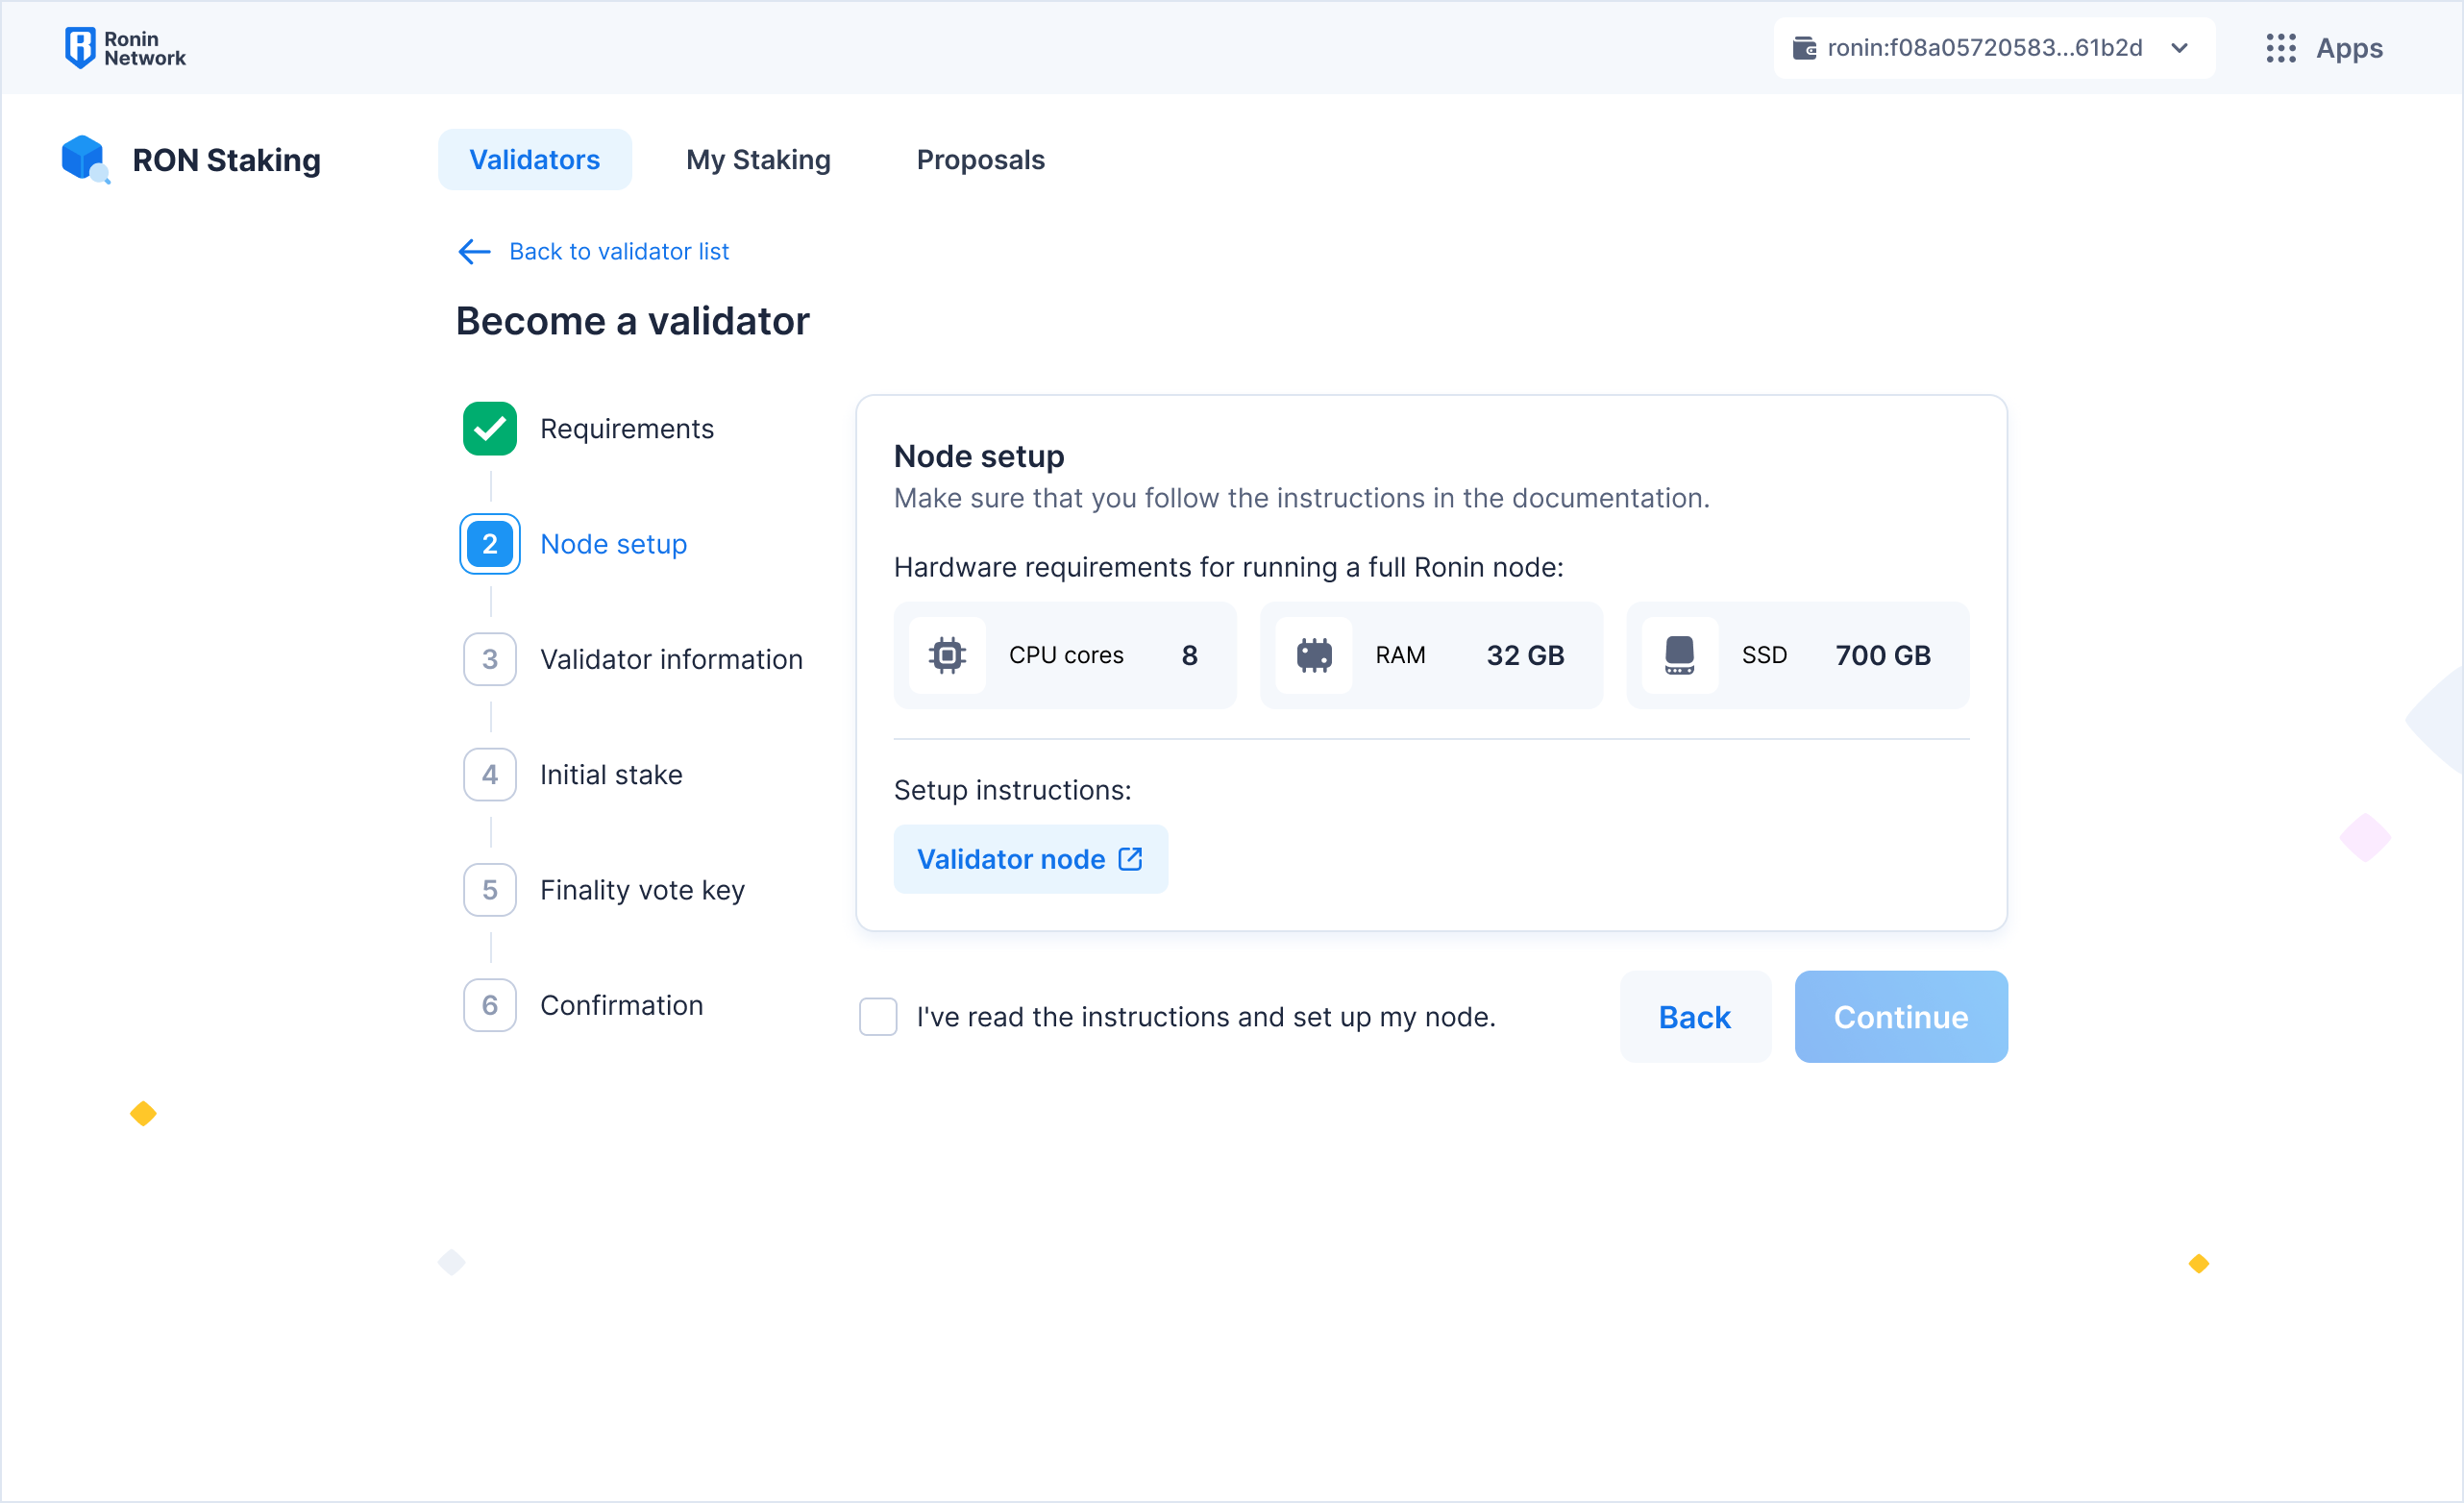 Ronin
Network
ronin:f08a05720583...61b2d
Apps
RON Staking
Validators
My Staking
Proposals
Back to validator list
Become a validator
Requirements
2 Node setup
3 Validator information
4 Initial stake
5 Finality vote key
6 Confirmation
Node setup
Make sure that you follow the instructions in the documentation.
Hardware requirements for running a full Ronin node:
CPU cores 8
RAM 32 GB
SSD 700 GB
Setup instructions:
Validator node
I've read the instructions and set up my node.
Back
Continue